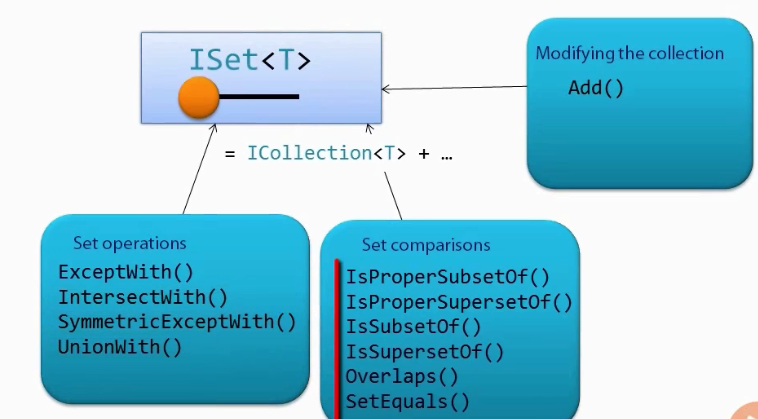 ISet<T>
= ICollection<T> + …
Modifying the collection
Add()
Set operations
ExceptWith()
IntersectWith()
SymmetricExceptWith()
UnionWith()
Set comparisons
IsProperSubsetOf()
IsProperSupersetOf()
IsSubsetOf()
IsSupersetOf()
Overlaps()
SetEquals()